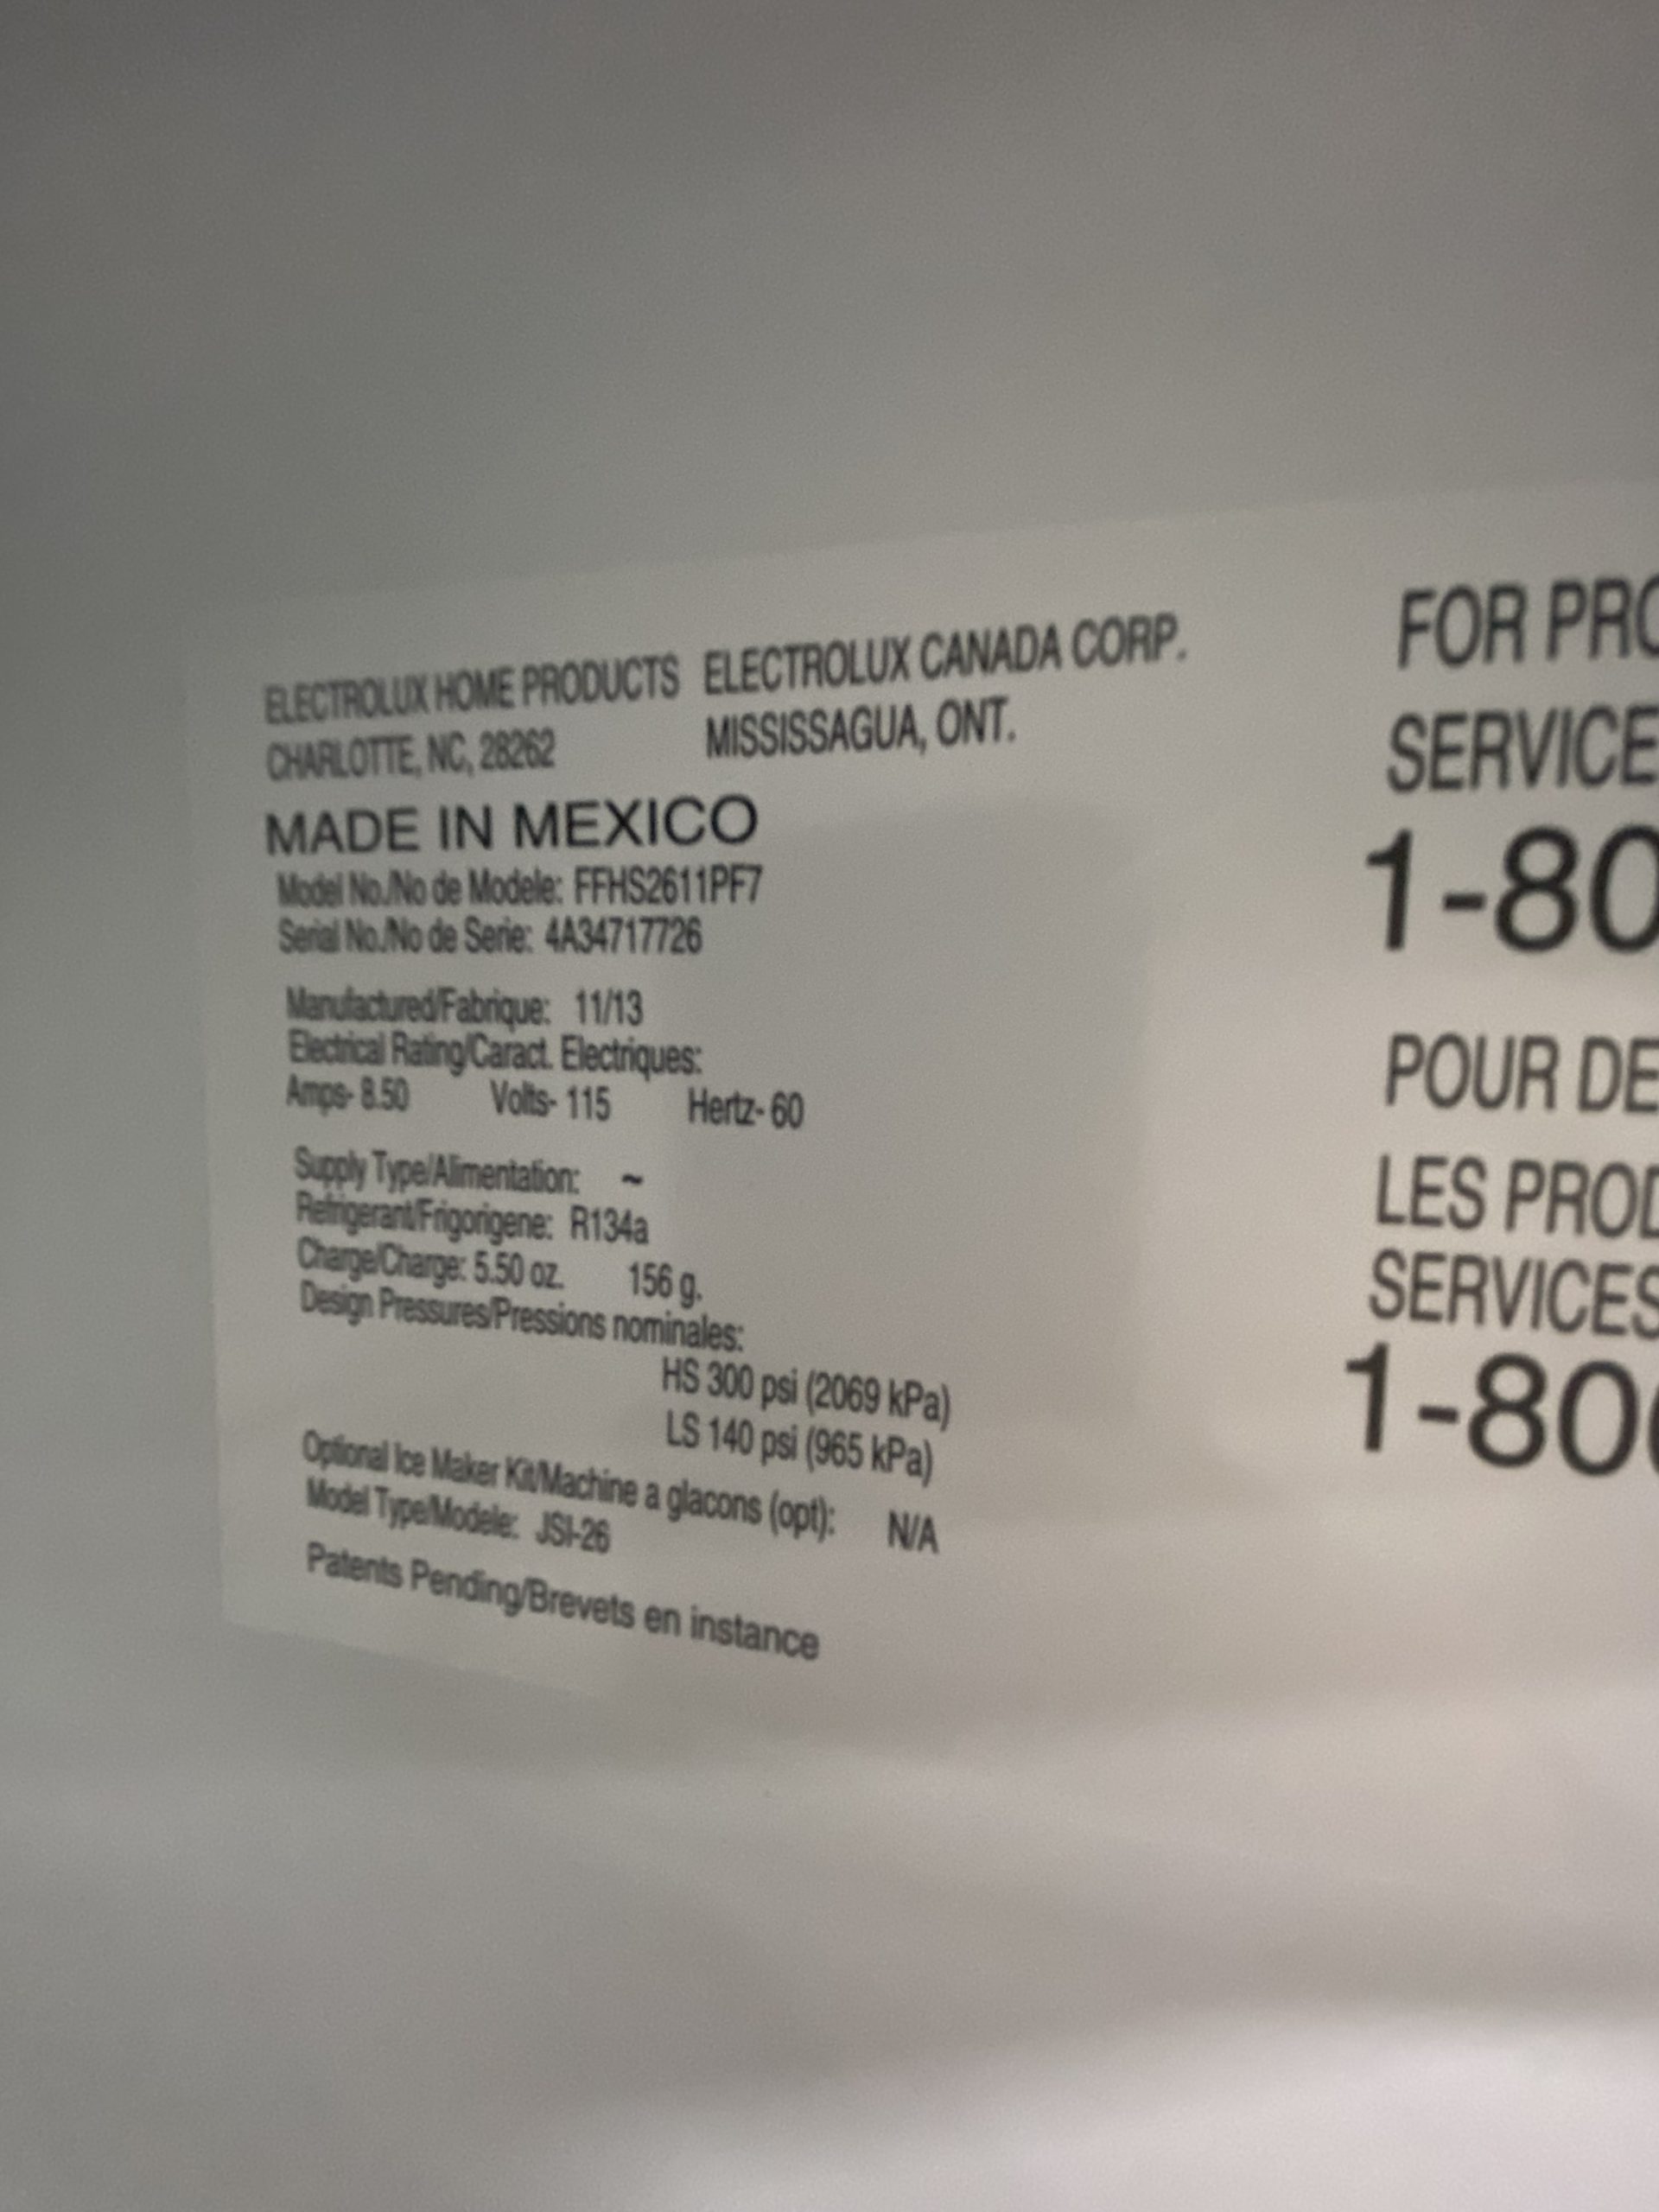 ELECTROLUX HOME PRODUCTS ELECTROLUX CANADA CORP.
CHARLOTTE, NC, 28262 MISSISSAGUA, ONT.
MADE IN MEXICO
Model No./No de Modele: FFHS2611PF7
Serial No./No de Serie: 4A34717726
Manufactured/Fabrique: 11/13
Electrical Rating/Caract. Electriques:
Amps- 8.50 Volts- 115 Hertz- 60
Supply Type/Alimentation: ~
Refrigerant/Frigorigene: R134a
Charge/Charge: 5.50 oz. 156 g.
Design Pressures/Pressions nominales:
HS 300 psi (2069 kPa)
LS 140 psi (965 kPa)
Optional Ice Maker Kit/Machine a glacons (opt): N/A
Model Type/Modele: JSI-26
Patents Pending/Brevets en instance
FOR PRO
SERVICE
1-80
POUR DE
LES PROD
SERVICES
1-80